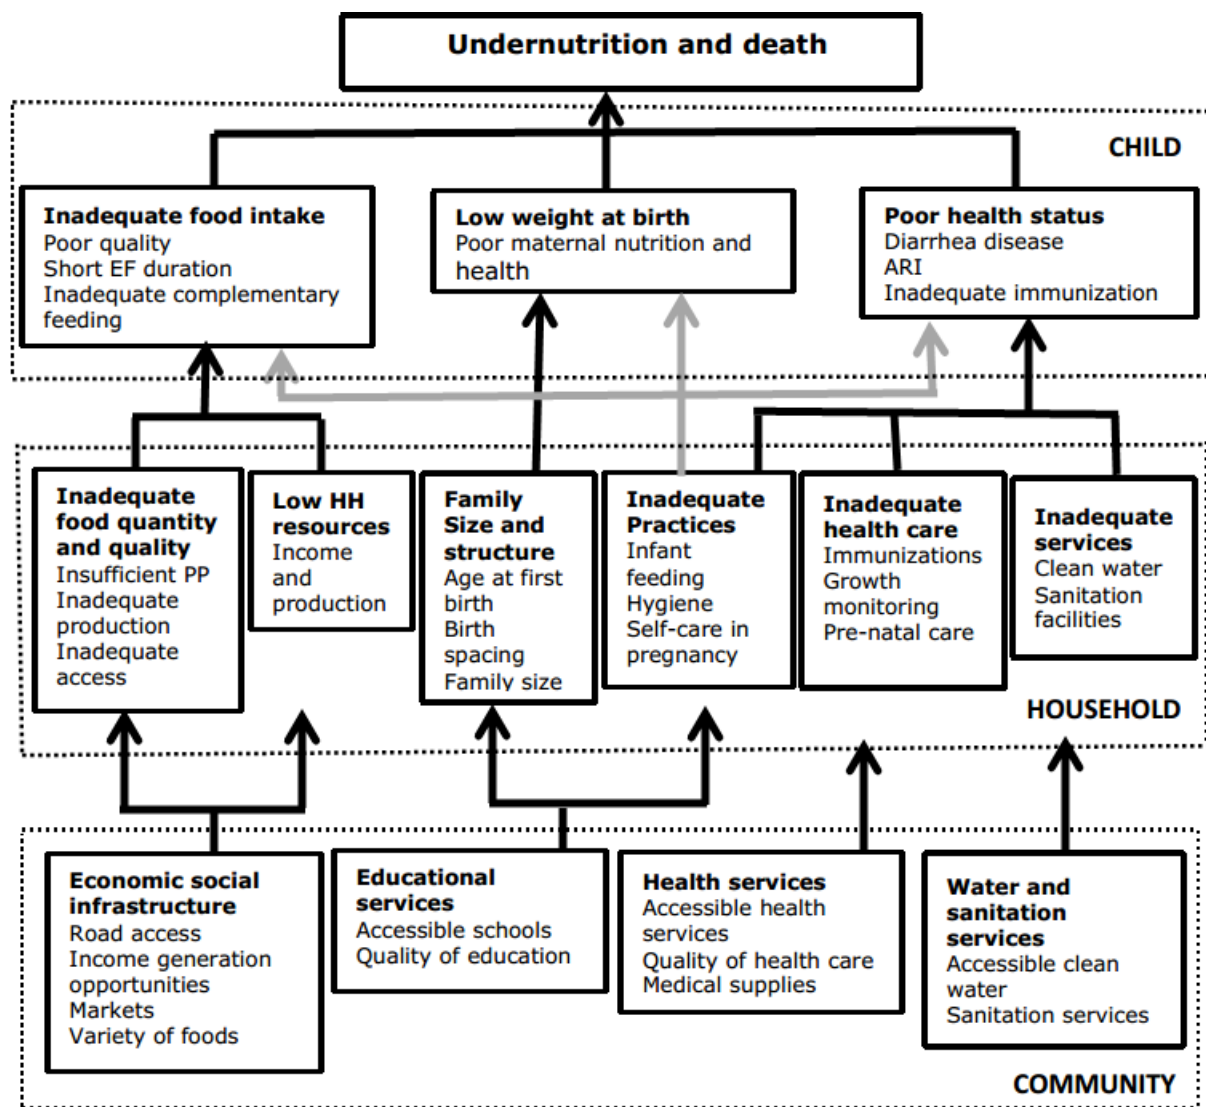 Undernutrition and death
CHILD
Inadequate food intake
Poor quality
Short EF duration
Inadequate complementary
feeding
Low weight at birth
Poor maternal nutrition and
health
Poor health status
Diarrhea disease
ARI
Inadequate immunization
Inadequate
food quantity
and quality
Insufficient PP
Inadequate
production
Inadequate
access
Low HH
resources
Income
and
production
Family
Size and
structure
Age at first
birth
Birth
spacing
Family size
Inadequate
Practices
Infant
feeding
Hygiene
Self-care in
pregnancy
Inadequate
health care
Immunizations
Growth
monitoring
Pre-natal care
Inadequate
services
Clean water
Sanitation
facilities
HOUSEHOLD
Economic social
infrastructure
Road access
Income generation
opportunities
Markets
Variety of foods
Educational
services
Accessible schools
Quality of education
Health services
Accessible health
services
Quality of health care
Medical supplies
Water and
sanitation
services
Accessible clean
water
Sanitation services
COMMUNITY